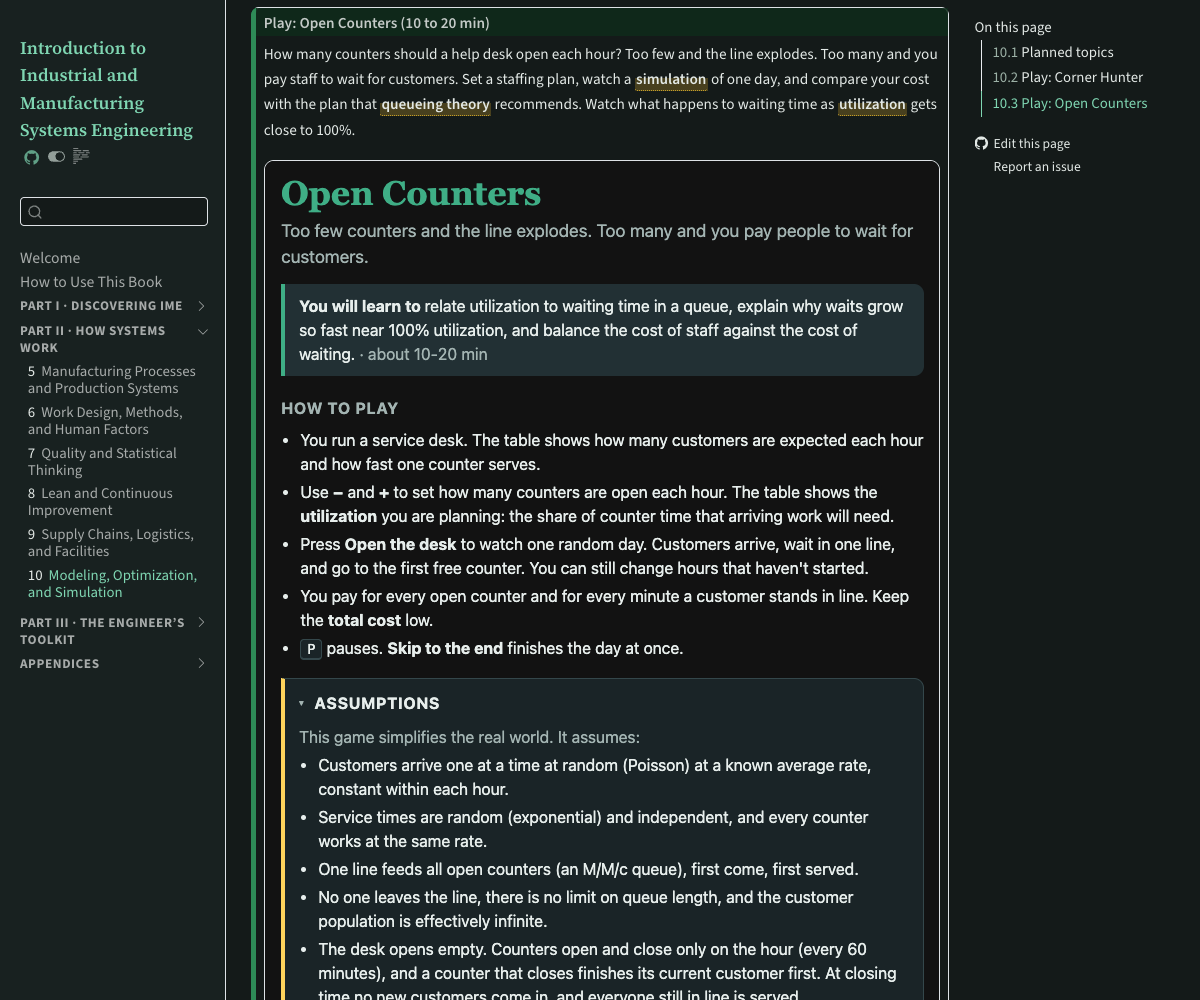 Introduction to
Industrial and
Manufacturing
Systems Engineering
Welcome
How to Use This Book
PART I · DISCOVERING IME
PART II · HOW SYSTEMS
WORK
5 Manufacturing Processes
and Production Systems
6 Work Design, Methods,
and Human Factors
7 Quality and Statistical
Thinking
8 Lean and Continuous
Improvement
9 Supply Chains, Logistics,
and Facilities
10 Modeling, Optimization,
and Simulation
PART III · THE ENGINEER’S
TOOLKIT
APPENDICES
Play: Open Counters (10 to 20 min)
How many counters should a help desk open each hour? Too few and the line explodes. Too many and you
pay staff to wait for customers. Set a staffing plan, watch a simulation of one day, and compare your cost
with the plan that queueing theory recommends. Watch what happens to waiting time as utilization gets
close to 100%.
Open Counters
Too few counters and the line explodes. Too many and you pay people to wait for
customers.
You will learn to relate utilization to waiting time in a queue, explain why waits grow
so fast near 100% utilization, and balance the cost of staff against the cost of
waiting. · about 10-20 min
HOW TO PLAY
• You run a service desk. The table shows how many customers are expected each hour
and how fast one counter serves.
• Use − and + to set how many counters are open each hour. The table shows the
utilization you are planning: the share of counter time that arriving work will need.
• Press Open the desk to watch one random day. Customers arrive, wait in one line,
and go to the first free counter. You can still change hours that haven't started.
• You pay for every open counter and for every minute a customer stands in line. Keep
the total cost low.
• P pauses. Skip to the end finishes the day at once.
▾ ASSUMPTIONS
This game simplifies the real world. It assumes:
• Customers arrive one at a time at random (Poisson) at a known average rate,
constant within each hour.
• Service times are random (exponential) and independent, and every counter
works at the same rate.
• One line feeds all open counters (an M/M/c queue), first come, first served.
• No one leaves the line, there is no limit on queue length, and the customer
population is effectively infinite.
• The desk opens empty. Counters open and close only on the hour (every 60
minutes), and a counter that closes finishes its current customer first. At closing
time no new customers come in, and everyone still in line is served.
On this page
10.1 Planned topics
10.2 Play: Corner Hunter
10.3 Play: Open Counters
Edit this page
Report an issue